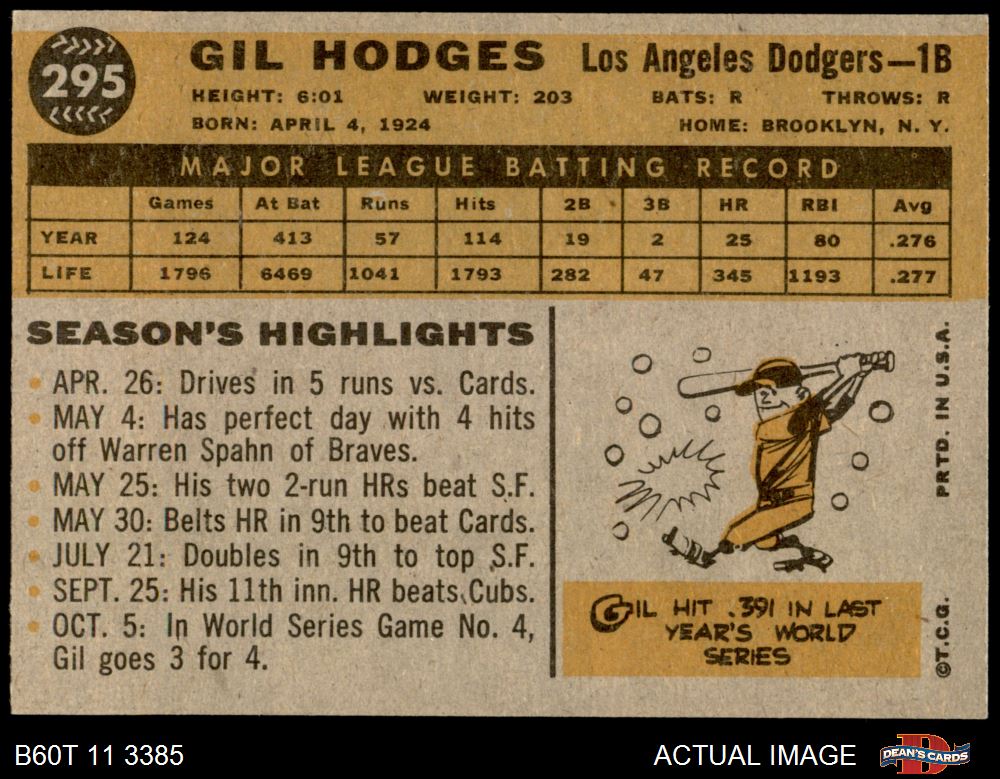 295
GIL HODGES Los Angeles Dodgers—1B
HEIGHT: 6:01 WEIGHT: 203 BATS: R THROWS: R
BORN: APRIL 4, 1924 HOME: BROOKLYN, N. Y.
MAJOR LEAGUE BATTING RECORD
Games At Bat Runs Hits 2B 3B HR RBI Avg
YEAR 124 413 57 114 19 2 25 80 .276
LIFE 1796 6469 1041 1793 282 47 345 1193 .277
SEASON'S HIGHLIGHTS
• APR. 26: Drives in 5 runs vs. Cards.
• MAY 4: Has perfect day with 4 hits
off Warren Spahn of Braves.
• MAY 25: His two 2-run HRs beat S.F.
• MAY 30: Belts HR in 9th to beat Cards.
• JULY 21: Doubles in 9th to top S.F.
• SEPT. 25: His 11th inn. HR beats Cubs.
• OCT. 5: In World Series Game No. 4,
Gil goes 3 for 4.
GIL HIT .391 IN LAST
YEAR'S WORLD
SERIES
PRTD. IN U.S.A.
©T.C.G.
B60T 11 3385
ACTUAL IMAGE
D
DEAN'S CARDS